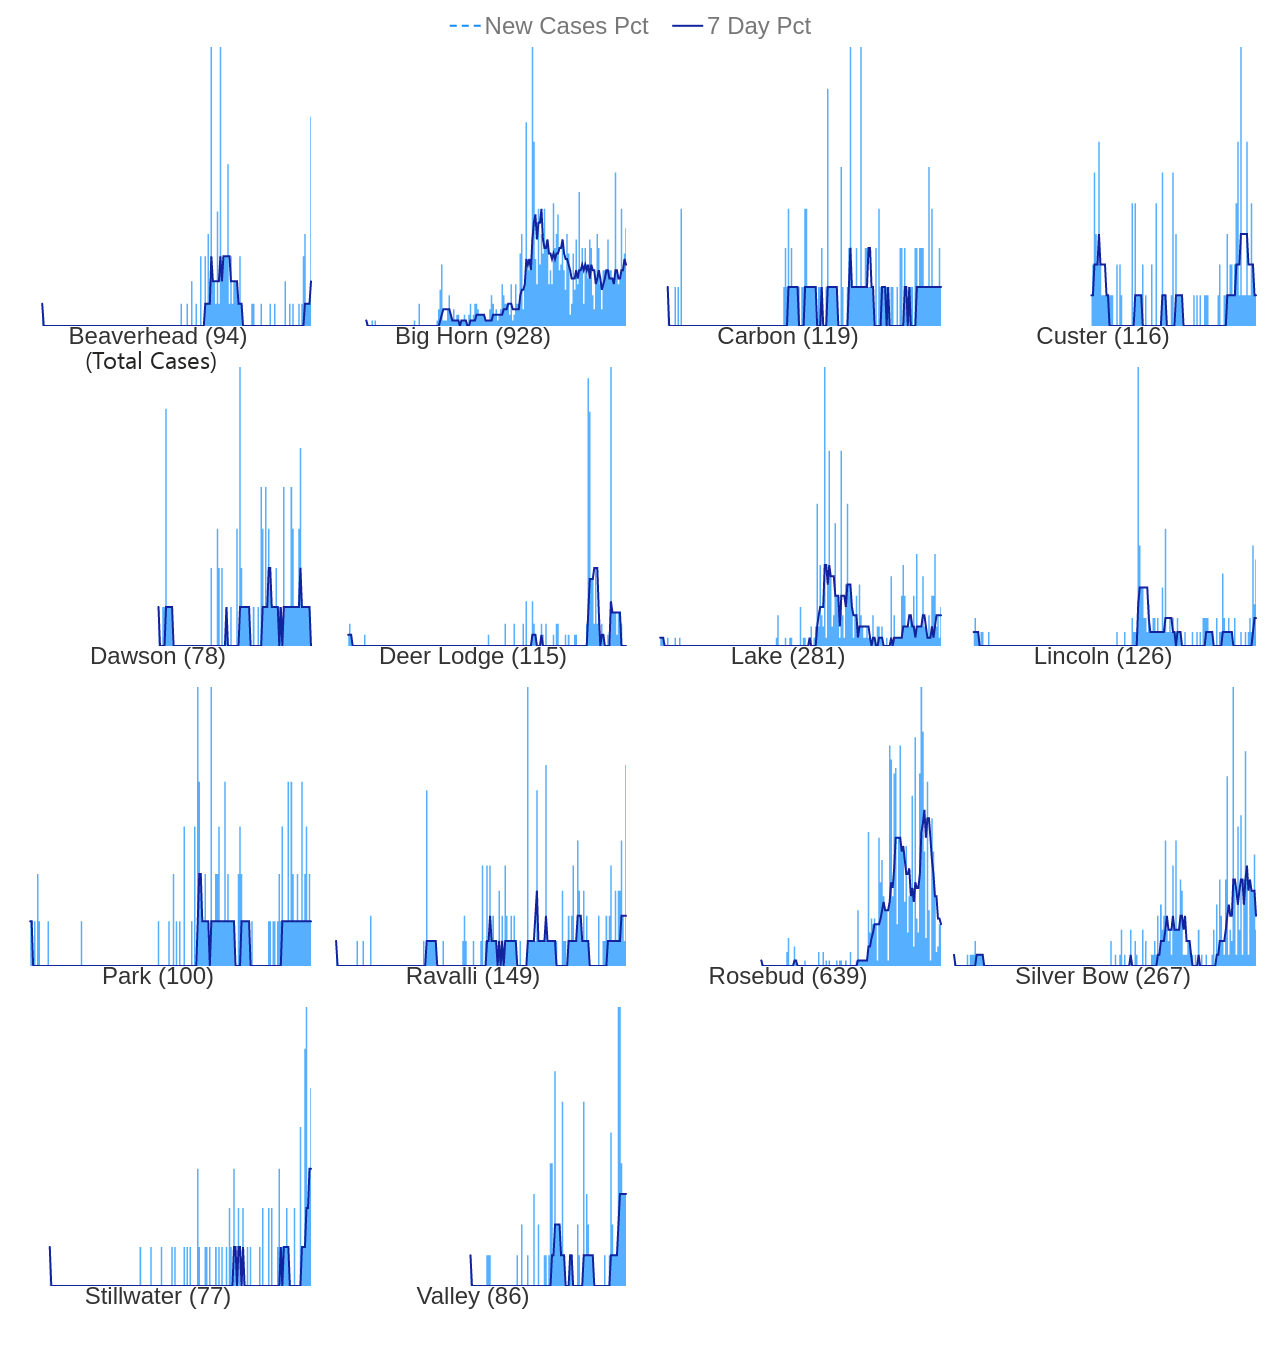 New Cases Pct 7 Day Pct
Beaverhead (94) Big Horn (928) Carbon (119) Custer (116)
(Total Cases)
Dawson (78) Deer Lodge (115) Lake (281) Lincoln (126)
Park (100) Ravalli (149) Rosebud (639) Silver Bow (267)
Stillwater (77) Valley (86)